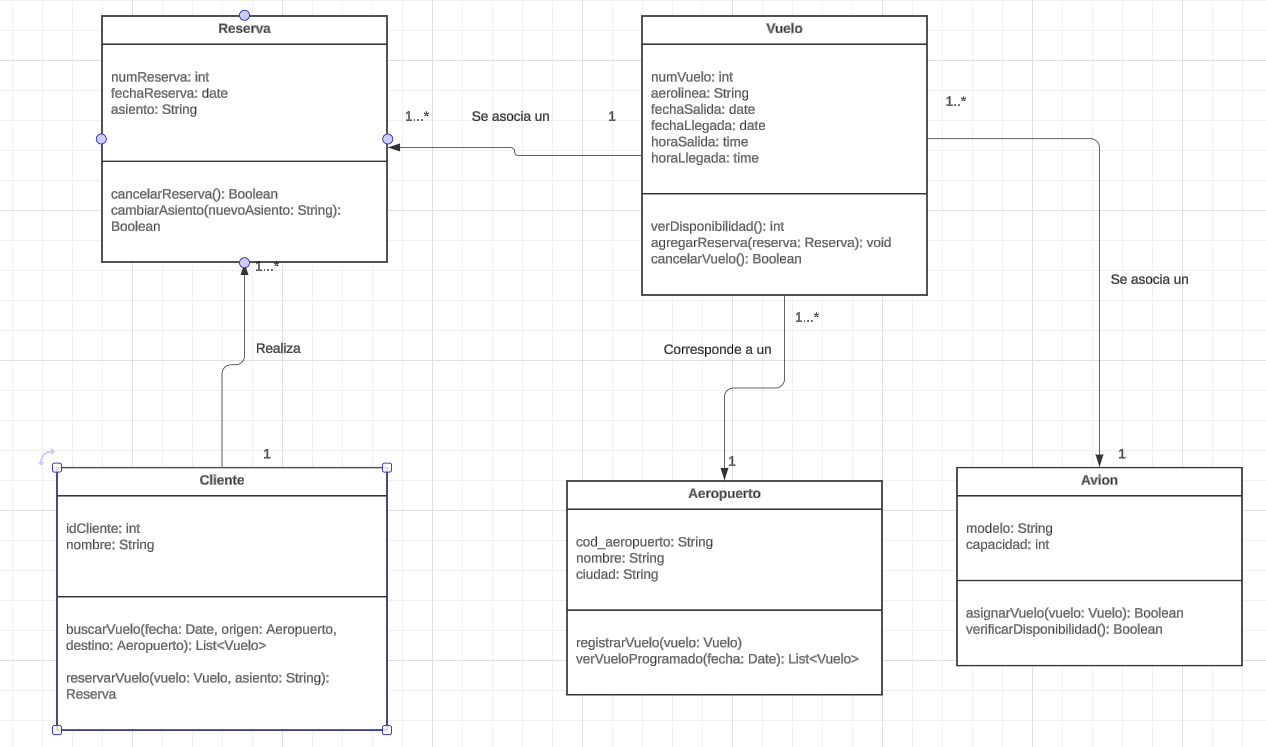 Reserva
numReserva: int
fechaReserva: date
asiento: String
cancelarReserva(): Boolean
cambiarAsiento(nuevoAsiento: String):
Boolean
1...*
Se asocia un
1
Vuelo
numVuelo: int
aerolinea: String
fechaSalida: date
fechaLlegada: date
horaSalida: time
horaLlegada: time
verDisponibilidad(): int
agregarReserva(reserva: Reserva): void
cancelarVuelo(): Boolean
1..*
Se asocia un
1
1...*
Realiza
1
1...*
Corresponde a un
1
Cliente
idCliente: int
nombre: String
buscarVuelo(fecha: Date, origen: Aeropuerto,
destino: Aeropuerto): List<Vuelo>
reservarVuelo(vuelo: Vuelo, asiento: String):
Reserva
Aeropuerto
cod_aeropuerto: String
nombre: String
ciudad: String
registrarVuelo(vuelo: Vuelo)
verVueloProgramado(fecha: Date): List<Vuelo>
Avion
modelo: String
capacidad: int
asignarVuelo(vuelo: Vuelo): Boolean
verificarDisponibilidad(): Boolean